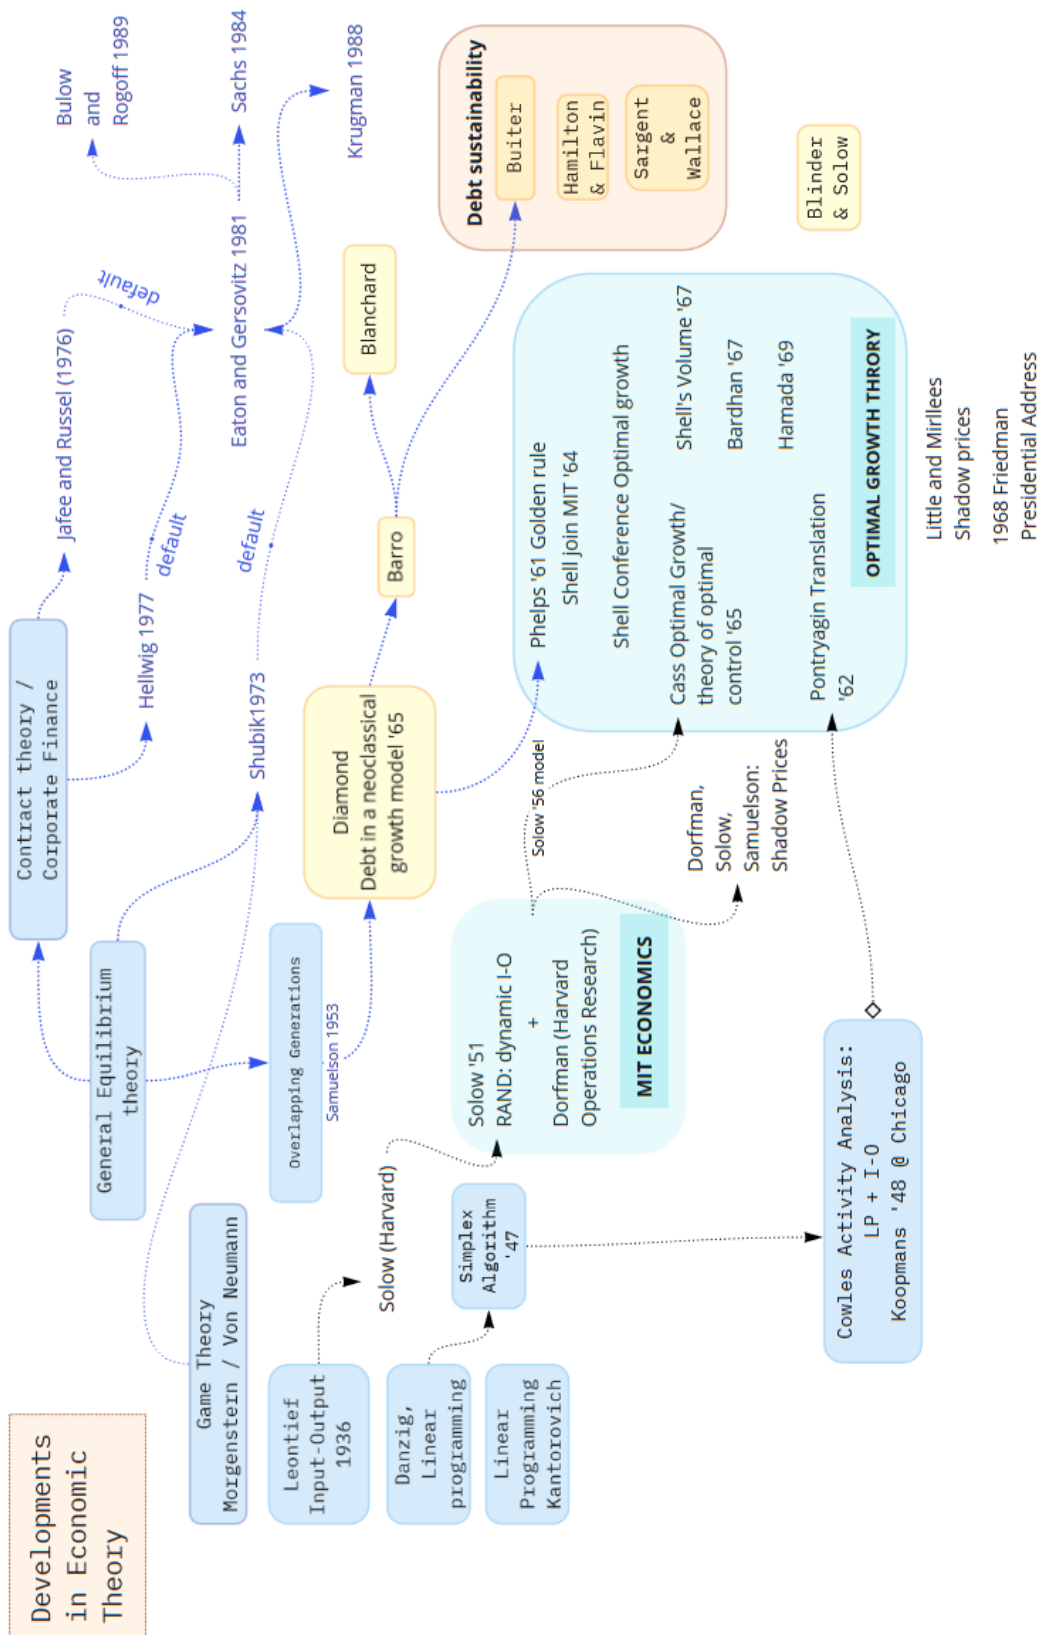 Developments
in Economic
Theory
Game Theory
Morgenstern / Von Neumann
Leontief
Input-Output
1936
Danzig,
Linear
programming
Linear
Programming
Kantorovich
General Equilibrium
theory
Contract theory /
Corporate Finance
Overlapping Generations
Samuelson 1953
Solow (Harvard)
Simplex
Algorithm
'47
Cowles Activity Analysis:
LP + I-O
Koopmans '48 @ Chicago
Solow '51
RAND: dynamic I-O
+
Dorfman (Harvard
Operations Research)
MIT ECONOMICS
Solow '56 model
Dorfman,
Solow,
Samuelson:
Shadow Prices
Jafee and Russel (1976)
default
Hellwig 1977
default
Shubik1973
default
Diamond
Debt in a neoclassical
growth model '65
Barro
Blanchard
Eaton and Gersovitz 1981
Bulow
and
Rogoff 1989
Sachs 1984
Krugman 1988
Debt sustainability
Buiter
Hamilton
& Flavin
Sargent
&
Wallace
Blinder
& Solow
Phelps '61 Golden rule
Shell join MIT '64
Shell Conference Optimal growth
Cass Optimal Growth/
theory of optimal
control '65
Shell's Volume '67
Bardhan '67
Hamada '69
Pontryagin Translation
'62
OPTIMAL GROWTH THRORY
Little and Mirllees
Shadow prices
1968 Friedman
Presidential Address